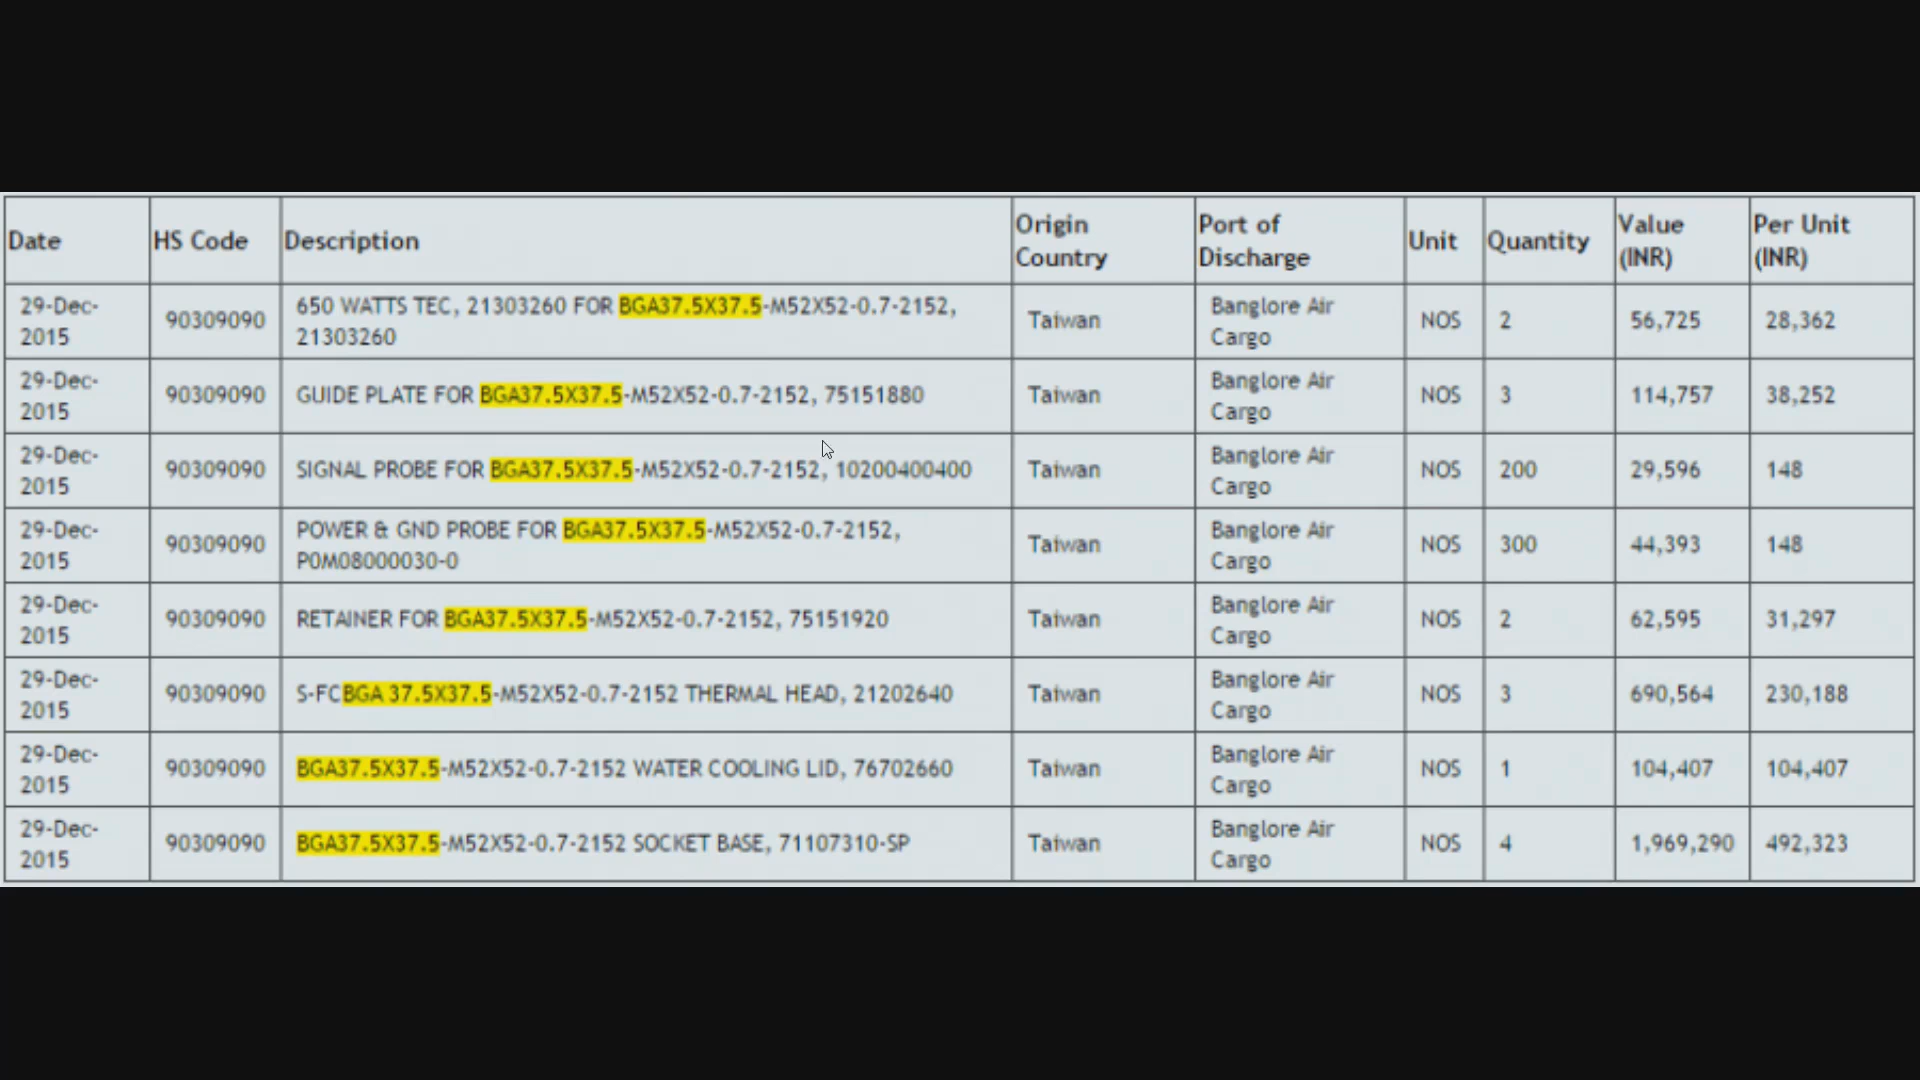 Date HS Code Description Origin Country Port of Discharge Unit Quantity Value (INR) Per Unit (INR)
29-Dec-2015 90309090 650 WATTS TEC, 21303260 FOR BGA37.5X37.5-M52X52-0.7-2152, 21303260 Taiwan Banglore Air Cargo NOS 2 56,725 28,362
29-Dec-2015 90309090 GUIDE PLATE FOR BGA37.5X37.5-M52X52-0.7-2152, 75151880 Taiwan Banglore Air Cargo NOS 3 114,757 38,252
29-Dec-2015 90309090 SIGNAL PROBE FOR BGA37.5X37.5-M52X52-0.7-2152, 10200400400 Taiwan Banglore Air Cargo NOS 200 29,596 148
29-Dec-2015 90309090 POWER & GND PROBE FOR BGA37.5X37.5-M52X52-0.7-2152, P0M08000030-0 Taiwan Banglore Air Cargo NOS 300 44,393 148
29-Dec-2015 90309090 RETAINER FOR BGA37.5X37.5-M52X52-0.7-2152, 75151920 Taiwan Banglore Air Cargo NOS 2 62,595 31,297
29-Dec-2015 90309090 S-FCBGA 37.5X37.5-M52X52-0.7-2152 THERMAL HEAD, 21202640 Taiwan Banglore Air Cargo NOS 3 690,564 230,188
29-Dec-2015 90309090 BGA37.5X37.5-M52X52-0.7-2152 WATER COOLING LID, 76702660 Taiwan Banglore Air Cargo NOS 1 104,407 104,407
29-Dec-2015 90309090 BGA37.5X37.5-M52X52-0.7-2152 SOCKET BASE, 71107310-SP Taiwan Banglore Air Cargo NOS 4 1,969,290 492,323